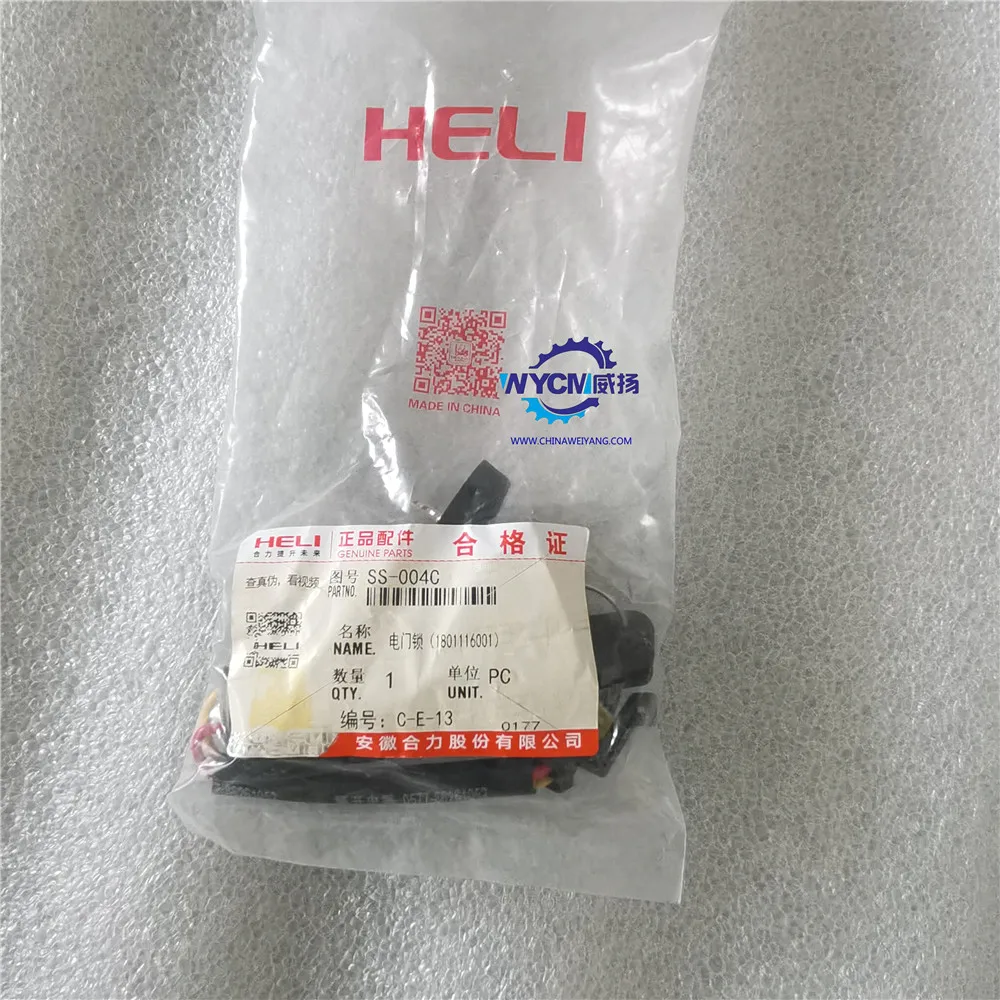 HELI
MADE IN CHINA
WYCM威扬
WWW.CHINAWEIYANG.COM
HELI 正品配件 合格证
合力提升未来 GENUINE PARTS
查真伪，看视频 图号 SS-004C
PARTNO.
HELI
名称 电门锁 (1801116001)
NAME.
数量 1 单位 PC
QTY. UNIT.
编号: C-E-13 0177
安徽合力股份有限公司